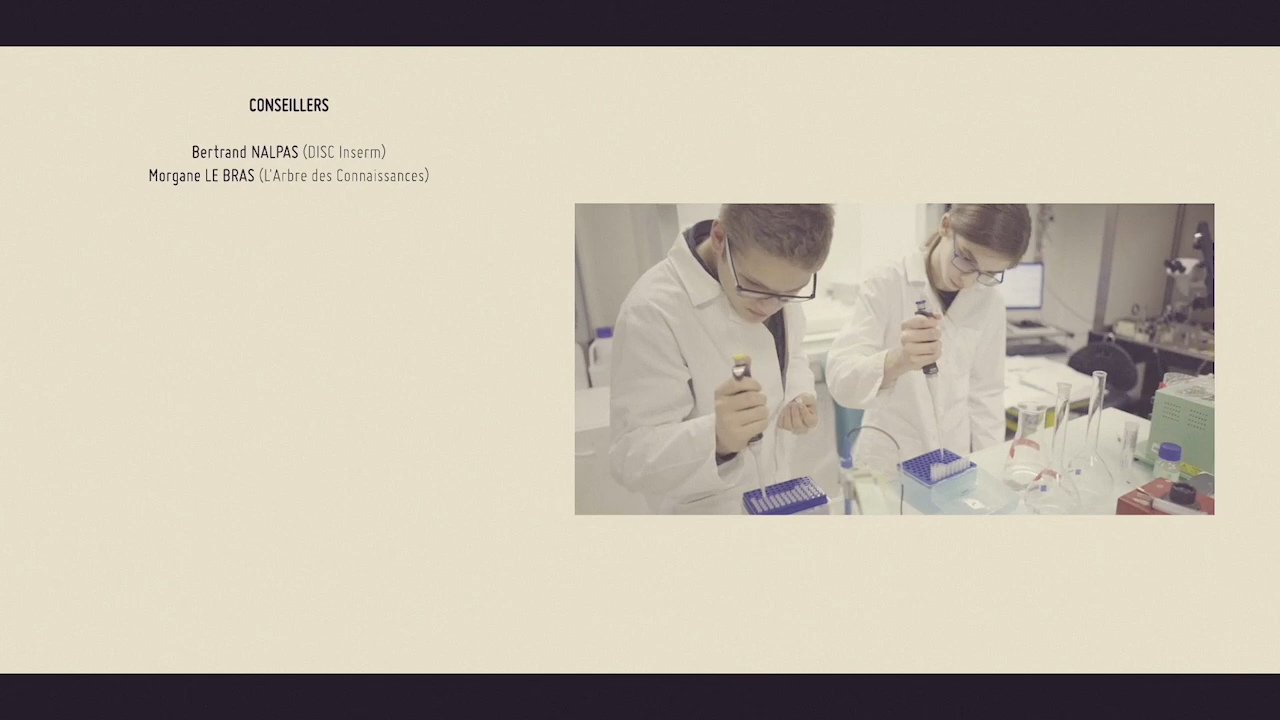 CONSEILLERS
Bertrand NALPAS (DISC Inserm)
Morgane LE BRAS (L'Arbre des Connaissances)